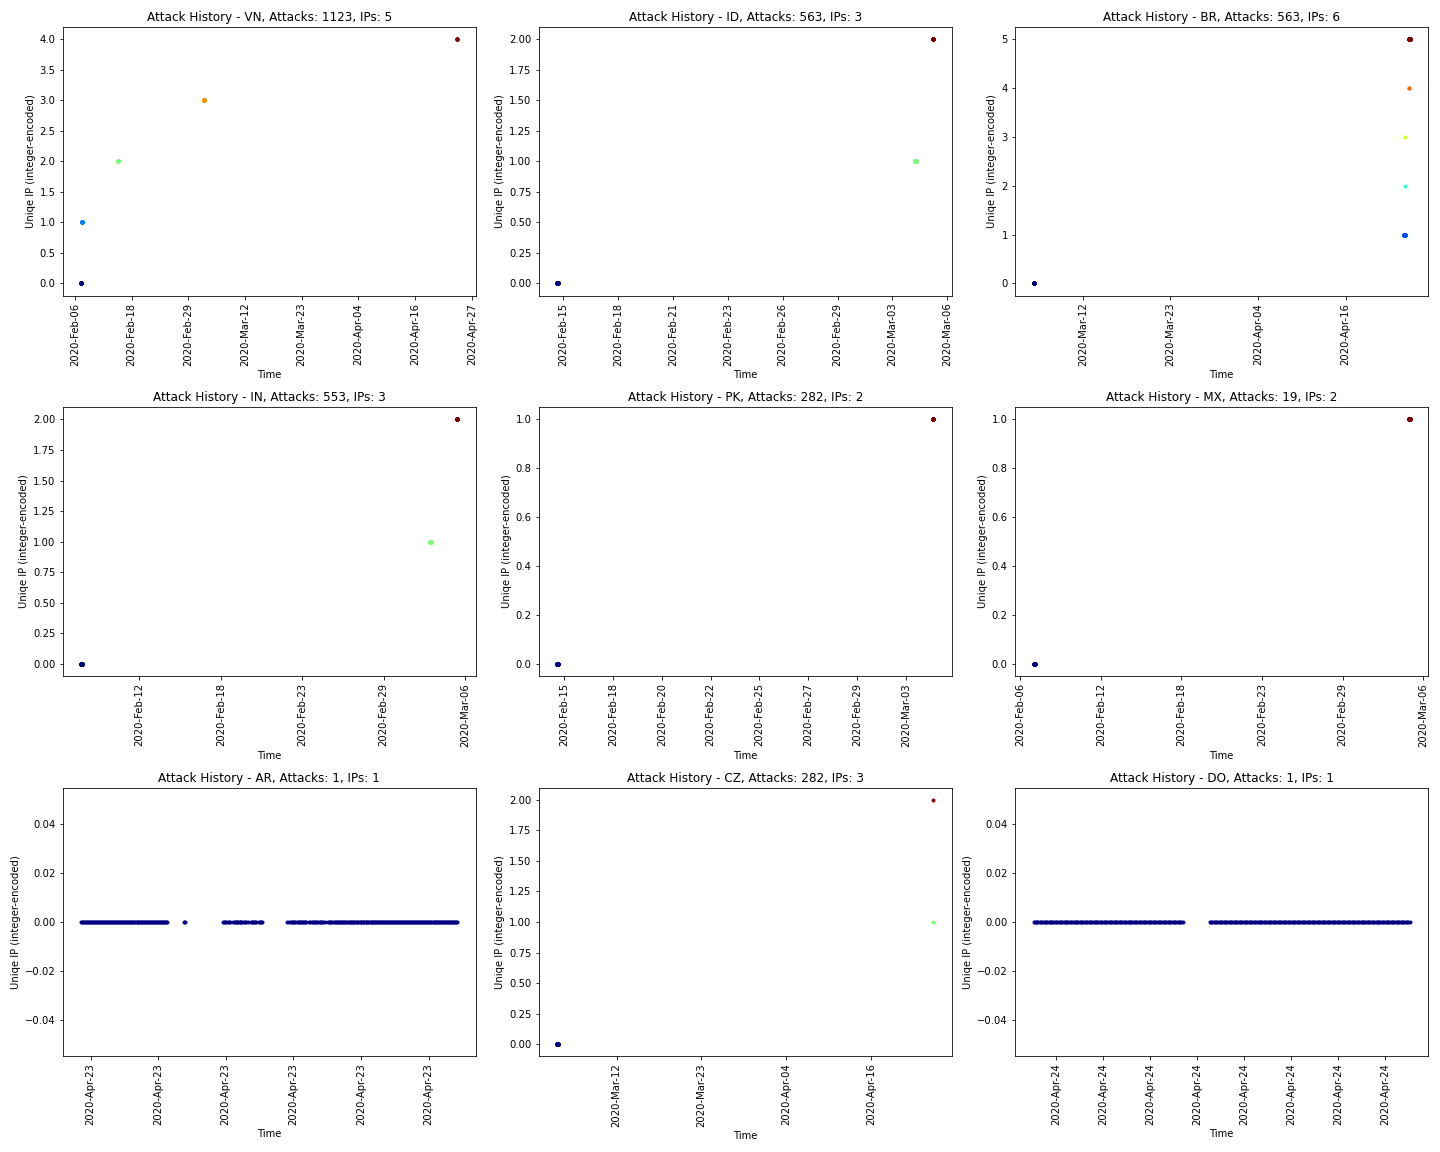 Attack History - VN, Attacks: 1123, IPs: 5
Uniqe IP (integer-encoded)
4.0
3.5
3.0
2.5
2.0
1.5
1.0
0.5
0.0
2020-Feb-06
2020-Feb-18
2020-Feb-29
2020-Mar-12
2020-Mar-23
2020-Apr-04
2020-Apr-16
2020-Apr-27
Time
Attack History - ID, Attacks: 563, IPs: 3
Uniqe IP (integer-encoded)
2.00
1.75
1.50
1.25
1.00
0.75
0.50
0.25
0.00
2020-Feb-15
2020-Feb-18
2020-Feb-21
2020-Feb-23
2020-Feb-26
2020-Feb-29
2020-Mar-03
2020-Mar-06
Time
Attack History - BR, Attacks: 563, IPs: 6
Uniqe IP (integer-encoded)
5
4
3
2
1
0
2020-Mar-12
2020-Mar-23
2020-Apr-04
2020-Apr-16
Time
Attack History - IN, Attacks: 553, IPs: 3
Uniqe IP (integer-encoded)
2.00
1.75
1.50
1.25
1.00
0.75
0.50
0.25
0.00
2020-Feb-12
2020-Feb-18
2020-Feb-23
2020-Feb-29
2020-Mar-06
Time
Attack History - PK, Attacks: 282, IPs: 2
Uniqe IP (integer-encoded)
1.0
0.8
0.6
0.4
0.2
0.0
2020-Feb-15
2020-Feb-18
2020-Feb-20
2020-Feb-22
2020-Feb-25
2020-Feb-27
2020-Feb-29
2020-Mar-03
Time
Attack History - MX, Attacks: 19, IPs: 2
Uniqe IP (integer-encoded)
1.0
0.8
0.6
0.4
0.2
0.0
2020-Feb-06
2020-Feb-12
2020-Feb-18
2020-Feb-23
2020-Feb-29
2020-Mar-06
Time
Attack History - AR, Attacks: 1, IPs: 1
Uniqe IP (integer-encoded)
0.04
0.02
0.00
−0.02
−0.04
2020-Apr-23
2020-Apr-23
2020-Apr-23
2020-Apr-23
2020-Apr-23
2020-Apr-23
Time
Attack History - CZ, Attacks: 282, IPs: 3
Uniqe IP (integer-encoded)
2.00
1.75
1.50
1.25
1.00
0.75
0.50
0.25
0.00
2020-Mar-12
2020-Mar-23
2020-Apr-04
2020-Apr-16
Time
Attack History - DO, Attacks: 1, IPs: 1
Uniqe IP (integer-encoded)
0.04
0.02
0.00
−0.02
−0.04
2020-Apr-24
2020-Apr-24
2020-Apr-24
2020-Apr-24
2020-Apr-24
2020-Apr-24
2020-Apr-24
2020-Apr-24
Time